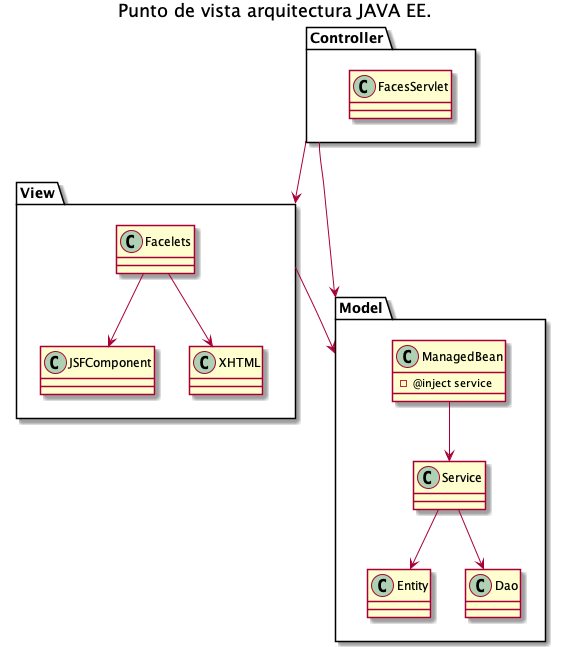 Punto de vista arquitectura JAVA EE.
Controller
C FacesServlet
View
C Facelets
C JSFComponent
C XHTML
Model
C ManagedBean
@inject service
C Service
C Entity
C Dao